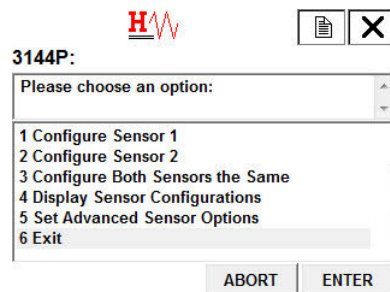 H
3144P:
Please choose an option:
1 Configure Sensor 1
2 Configure Sensor 2
3 Configure Both Sensors the Same
4 Display Sensor Configurations
5 Set Advanced Sensor Options
6 Exit
ABORT ENTER